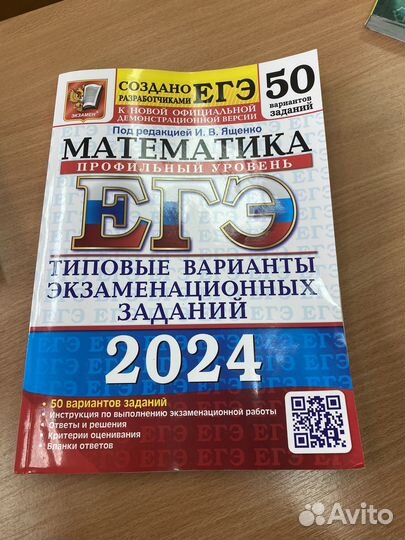 СОЗДАНО
РАЗРАБОТЧИКАМИ ЕГЭ
50
вариантов
заданий
ЭКЗАМЕН
К НОВОЙ ОФИЦИАЛЬНОЙ
ДЕМОНСТРАЦИОННОЙ ВЕРСИИ
Под редакцией И. В. Ященко
МАТЕМАТИКА
ПРОФИЛЬНЫЙ УРОВЕНЬ
ЕГЭ
ТИПОВЫЕ ВАРИАНТЫ
ЭКЗАМЕНАЦИОННЫХ
ЗАДАНИЙ
2024
• 50 вариантов заданий
• Инструкция по выполнению экзаменационной работы
• Ответы и решения
• Критерии оценивания
• Бланки ответов
Avito